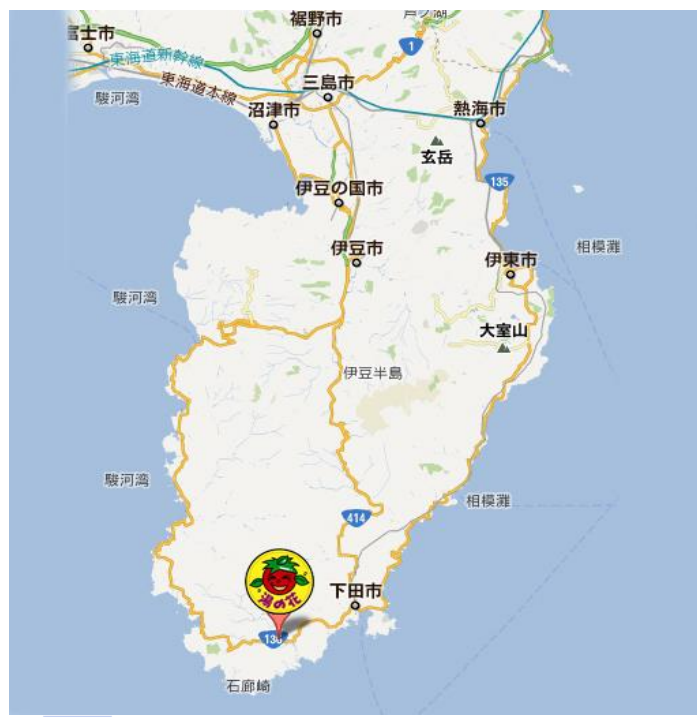 裾野市
芦ノ湖
富士市
1
東海道新幹線
三島市
駿河湾
東海道本線
沼津市
熱海市
玄岳
135
伊豆の国市
相模灘
伊豆市
伊東市
駿河湾
大室山
伊豆半島
駿河湾
相模灘
414
湯の花
下田市
136
石廊崎